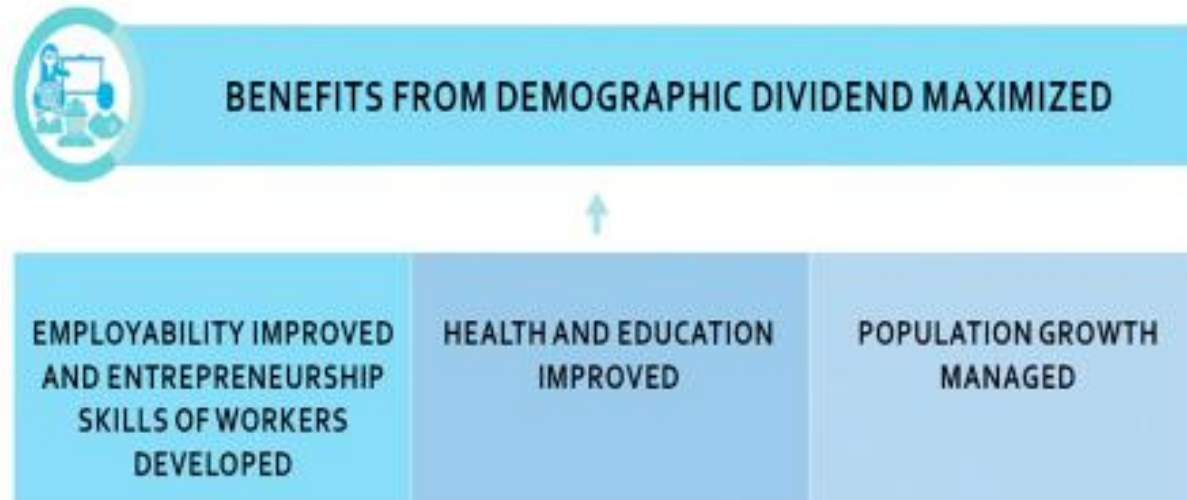 BENEFITS FROM DEMOGRAPHIC DIVIDEND MAXIMIZED
EMPLOYABILITY IMPROVED
AND ENTREPRENEURSHIP
SKILLS OF WORKERS
DEVELOPED
HEALTH AND EDUCATION
IMPROVED
POPULATION GROWTH
MANAGED